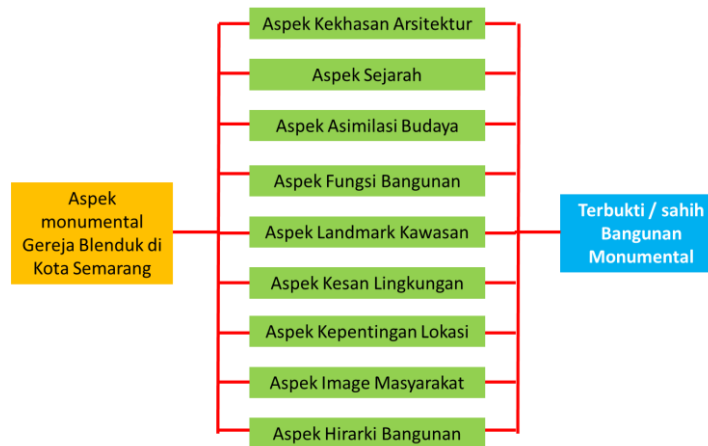 Aspek Kekhasan Arsitektur
Aspek Sejarah
Aspek Asimilasi Budaya
Aspek Fungsi Bangunan
Aspek
monumental
Gereja Blenduk di
Kota Semarang
Aspek Landmark Kawasan
Terbukti / sahih
Bangunan
Monumental
Aspek Kesan Lingkungan
Aspek Kepentingan Lokasi
Aspek Image Masyarakat
Aspek Hirarki Bangunan